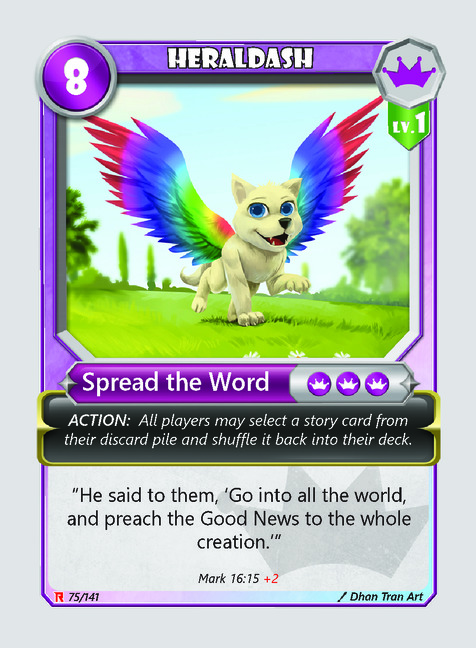 HERALDASH
8
LV.1
Spread the Word
ACTION: All players may select a story card from
their discard pile and shuffle it back into their deck.
"He said to them, ‘Go into all the world,
and preach the Good News to the whole
creation.’"
Mark 16:15 +2
R 75/141
Dhan Tran Art